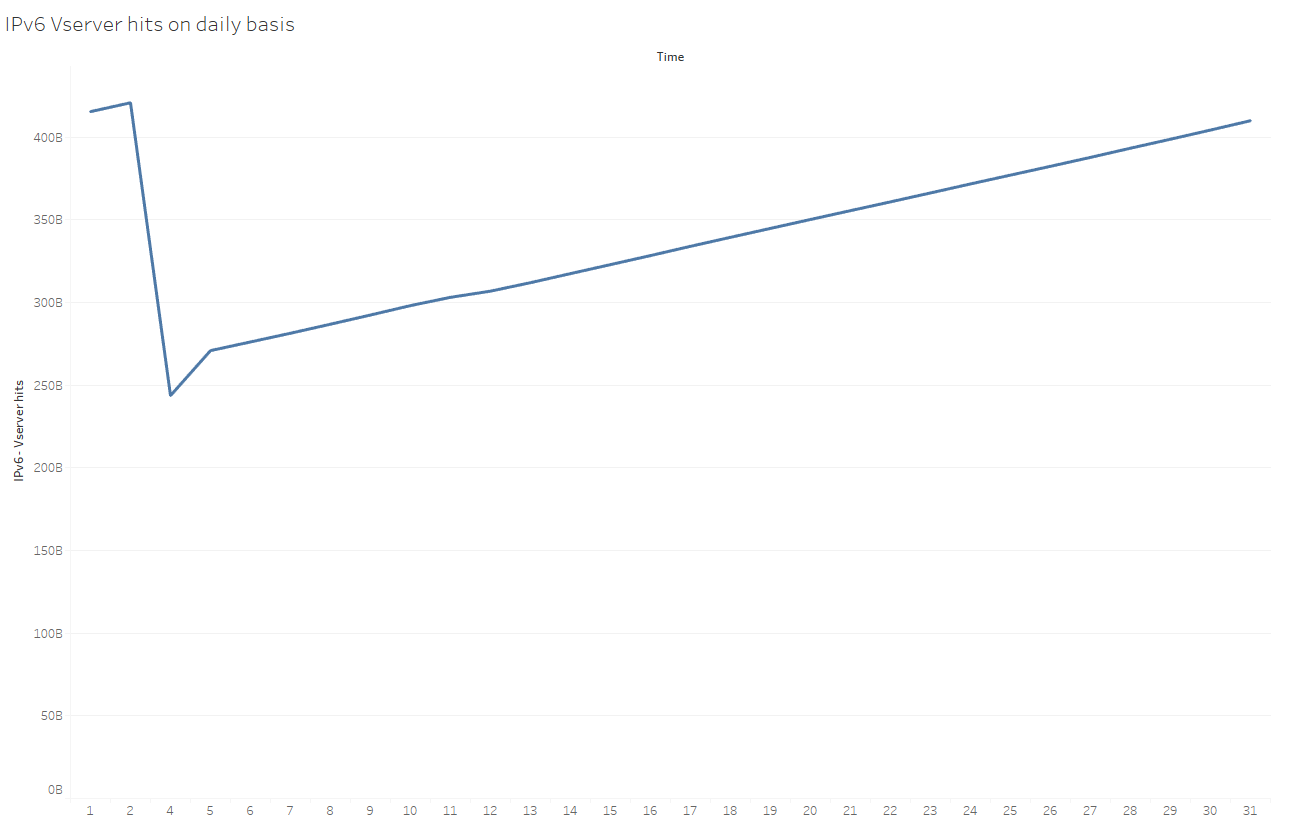 IPv6 Vserver hits on daily basis
Time
400B
350B
300B
250B
200B
150B
100B
50B
0B
IPv6 - Vserver hits
1 2 4 5 6 7 8 9 10 11 12 13 14 15 16 17 18 19 20 21 22 23 24 25 26 27 28 29 30 31